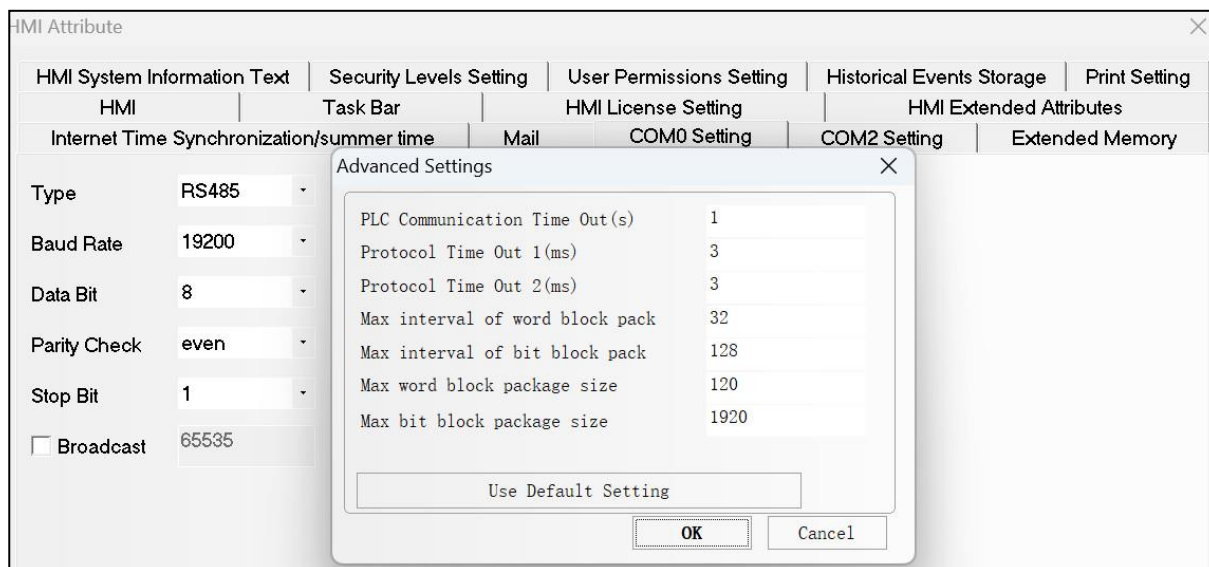 HMI Attribute
HMI System Information Text Security Levels Setting User Permissions Setting Historical Events Storage Print Setting
HMI Task Bar HMI License Setting HMI Extended Attributes
Internet Time Synchronization/summer time Mail COM0 Setting COM2 Setting Extended Memory
Type RS485
Baud Rate 19200
Data Bit 8
Parity Check even
Stop Bit 1
Broadcast 65535
Advanced Settings
PLC Communication Time Out(s) 1
Protocol Time Out 1(ms) 3
Protocol Time Out 2(ms) 3
Max interval of word block pack 32
Max interval of bit block pack 128
Max word block package size 120
Max bit block package size 1920
Use Default Setting
OK Cancel